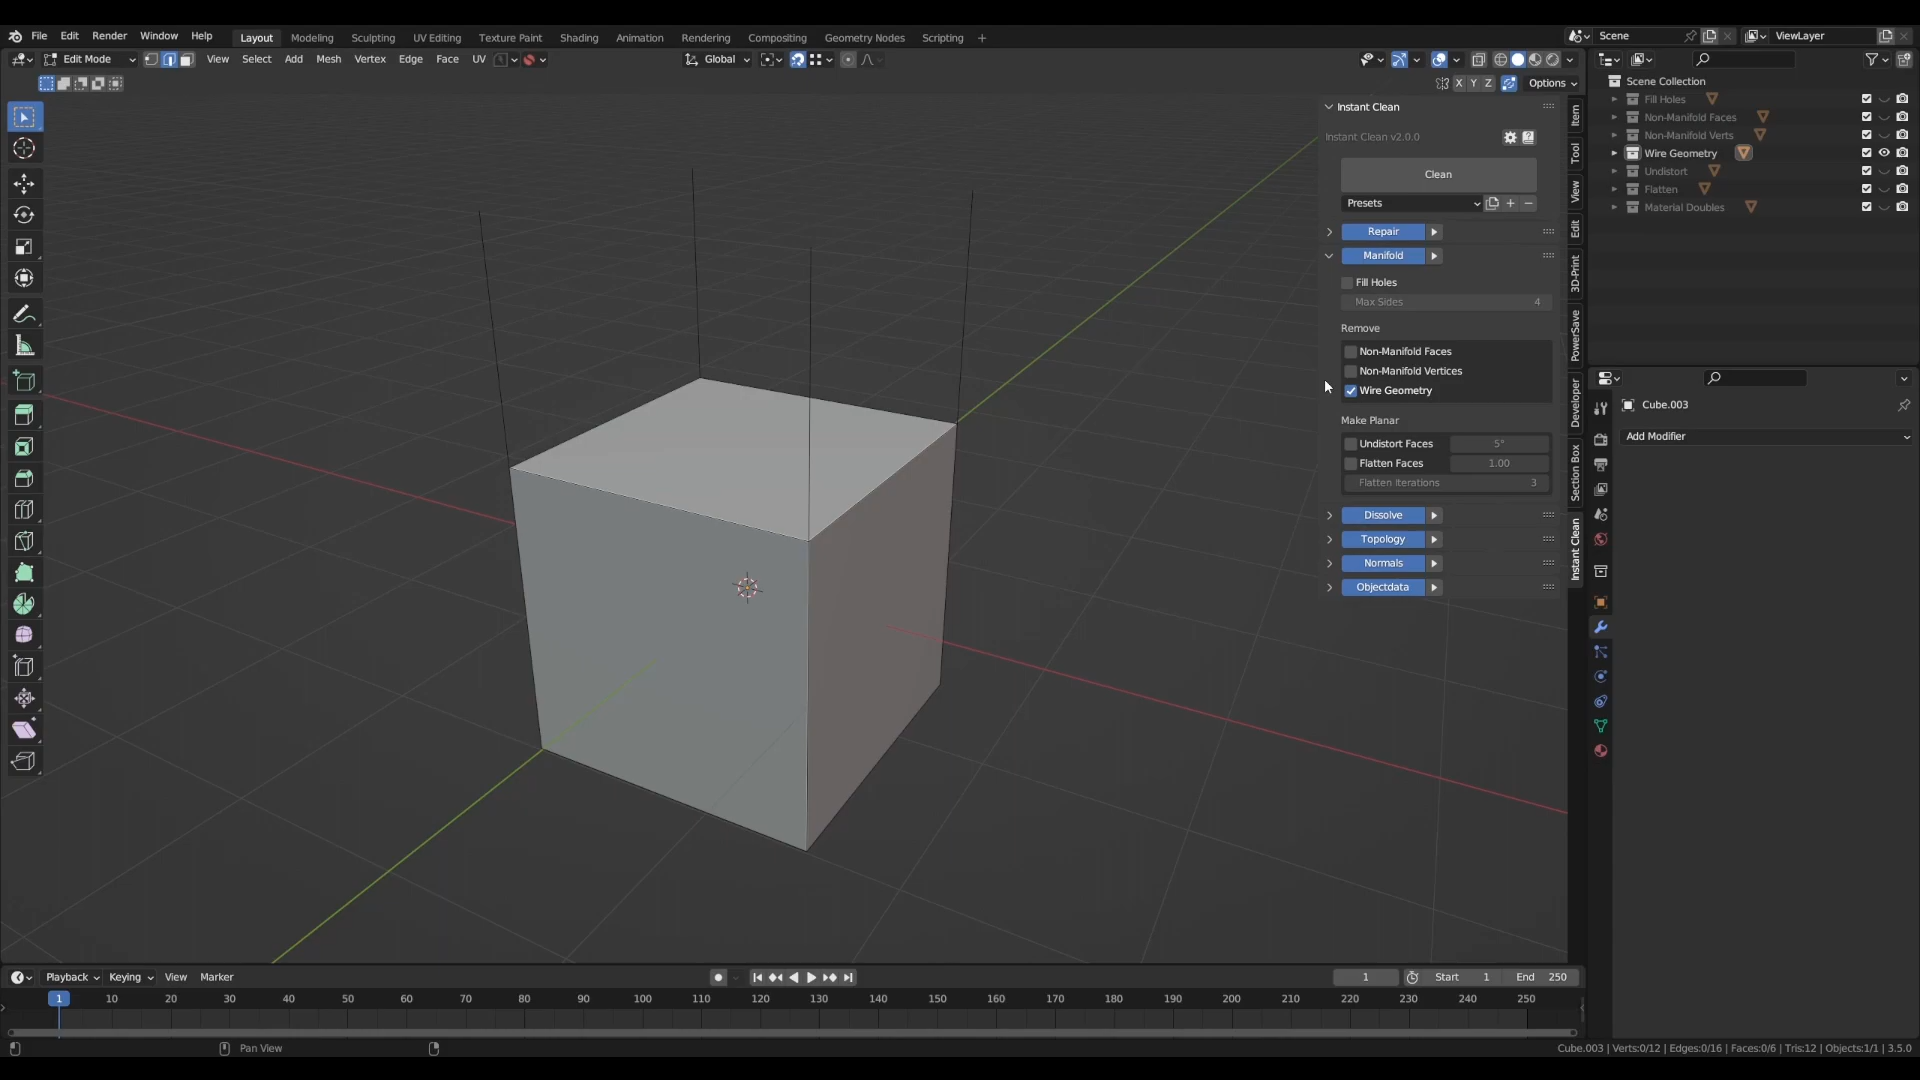 File Edit Render Window Help Layout Modeling Sculpting UV Editing Texture Paint Shading Animation Rendering Compositing Geometry Nodes Scripting + Scene ViewLayer
Edit Mode View Select Add Mesh Vertex Edge Face UV Global
X Y Z Options
Scene Collection
Fill Holes
Non-Manifold Faces
Non-Manifold Verts
Wire Geometry
Undistort
Flatten
Material Doubles
Instant Clean
Instant Clean v2.0.0
Clean
Presets
Repair
Manifold
Fill Holes
Max Sides 4
Remove
Non-Manifold Faces
Non-Manifold Vertices
Wire Geometry
Make Planar
Undistort Faces 5°
Flatten Faces 1.00
Flatten Iterations 3
Dissolve
Topology
Normals
Objectdata
Item
Tool
View
Edit
3D-Print
PowerSave
Developer
Section Box
Instant Clean
Cube.003
Add Modifier
Playback Keying View Marker 1 Start 1 End 250
1 10 20 30 40 50 60 70 80 90 100 110 120 130 140 150 160 170 180 190 200 210 220 230 240 250
Pan View
Cube.003 | Verts:0/12 | Edges:0/16 | Faces:0/6 | Tris:12 | Objects:1/1 | 3.5.0